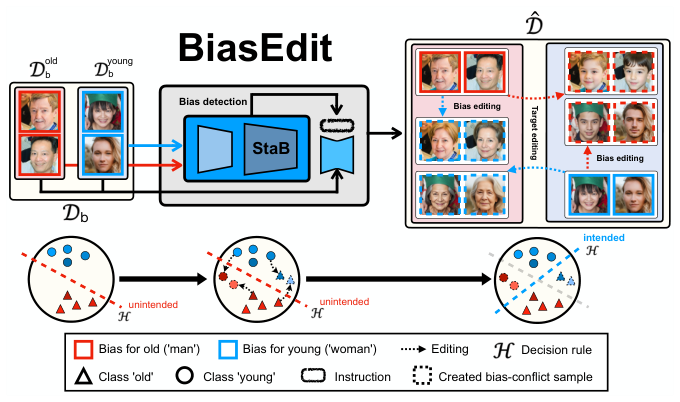 BiasEdit
D̂
D_b^old
D_b^young
Bias detection
Instruction
StaB
D_b
Bias editing
Target editing
Bias editing
unintended
H
unintended
H
intended
H
Bias for old ('man')
Bias for young ('woman')
Editing
H Decision rule
Class 'old'
Class 'young'
Instruction
Created bias-conflict sample